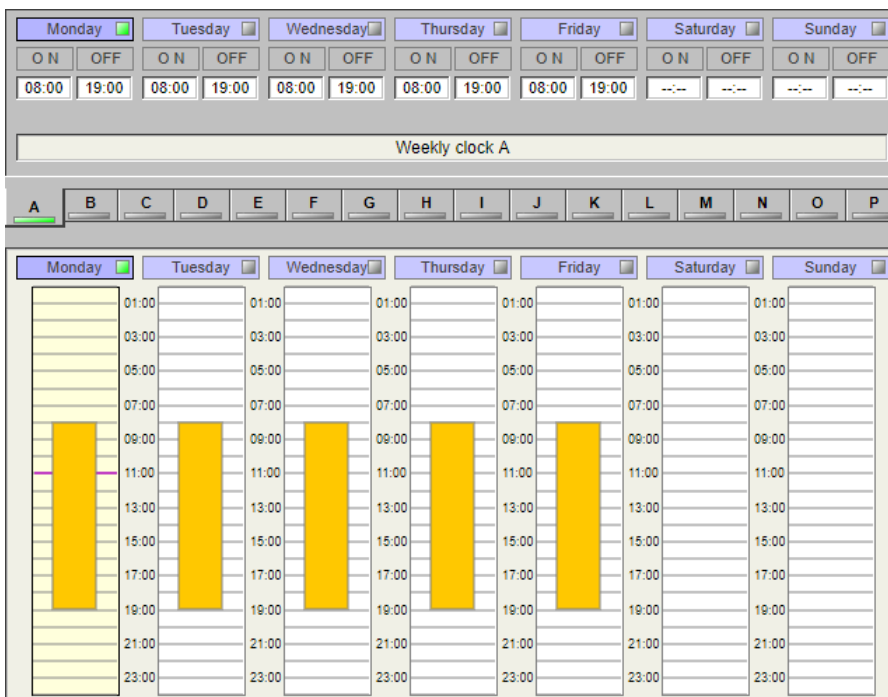 Monday Tuesday Wednesday Thursday Friday Saturday Sunday
ON OFF ON OFF ON OFF ON OFF ON OFF ON OFF ON OFF
08:00 19:00 08:00 19:00 08:00 19:00 08:00 19:00 08:00 19:00 --:-- --:-- --:-- --:--
Weekly clock A
A B C D E F G H I J K L M N O P
Monday Tuesday Wednesday Thursday Friday Saturday Sunday
01:00 01:00 01:00 01:00 01:00 01:00
03:00 03:00 03:00 03:00 03:00 03:00
05:00 05:00 05:00 05:00 05:00 05:00
07:00 07:00 07:00 07:00 07:00 07:00
09:00 09:00 09:00 09:00 09:00 09:00
11:00 11:00 11:00 11:00 11:00 11:00
13:00 13:00 13:00 13:00 13:00 13:00
15:00 15:00 15:00 15:00 15:00 15:00
17:00 17:00 17:00 17:00 17:00 17:00
19:00 19:00 19:00 19:00 19:00 19:00
21:00 21:00 21:00 21:00 21:00 21:00
23:00 23:00 23:00 23:00 23:00 23:00